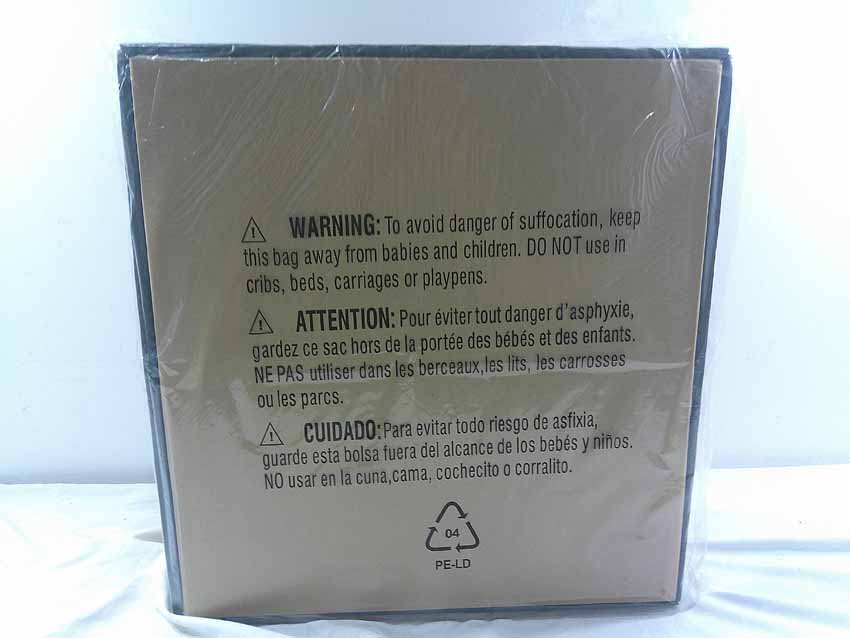 WARNING: To avoid danger of suffocation, keep
this bag away from babies and children. DO NOT use in
cribs, beds, carriages or playpens.
ATTENTION: Pour éviter tout danger d'asphyxie,
gardez ce sac hors de la portée des bébés et des enfants.
NE PAS utiliser dans les berceaux,les lits, les carrosses
ou les parcs.
CUIDADO:Para evitar todo riesgo de asfixia,
guarde esta bolsa fuera del alcance de los bebés y niños.
NO usar en la cuna,cama, cochecito o corralito.
04
PE-LD